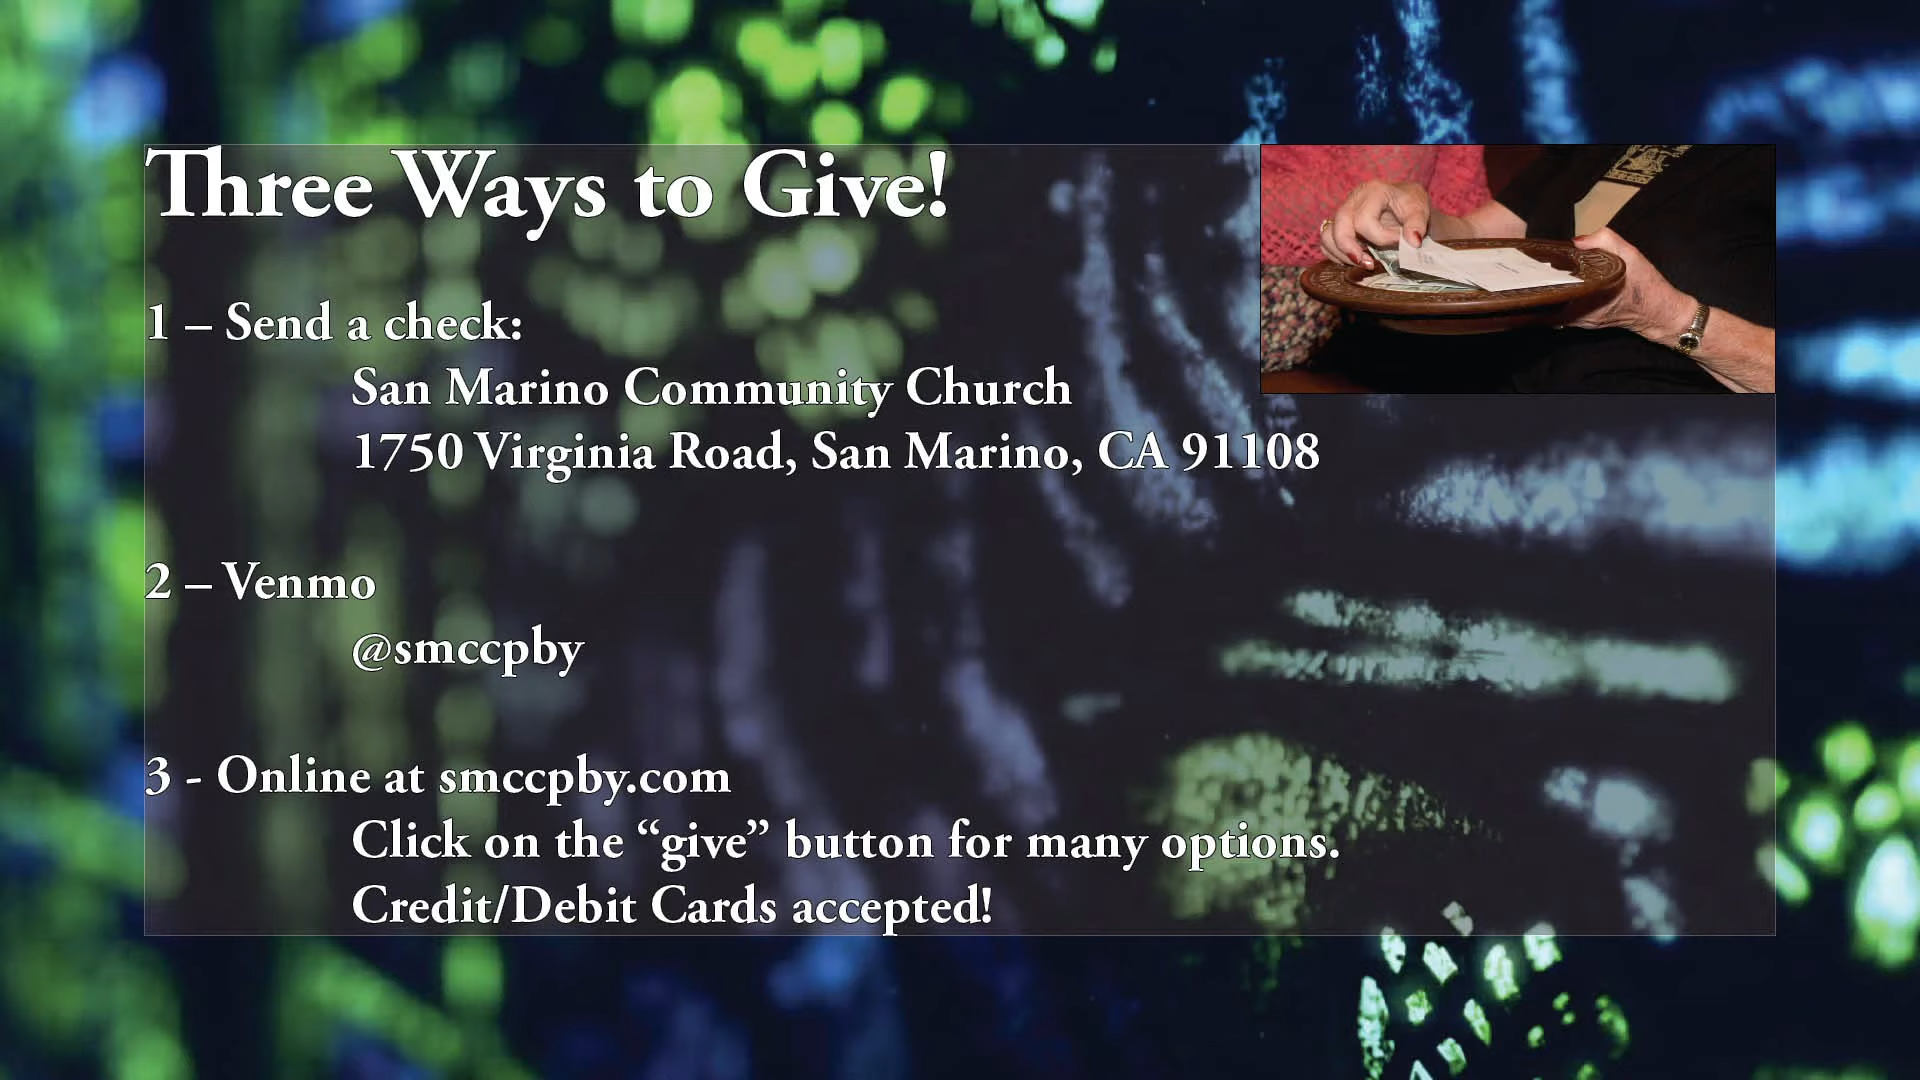 Three Ways to Give!
1 – Send a check:
San Marino Community Church
1750 Virginia Road, San Marino, CA 91108
2 – Venmo
@smccpby
3 - Online at smccpby.com
Click on the “give” button for many options.
Credit/Debit Cards accepted!